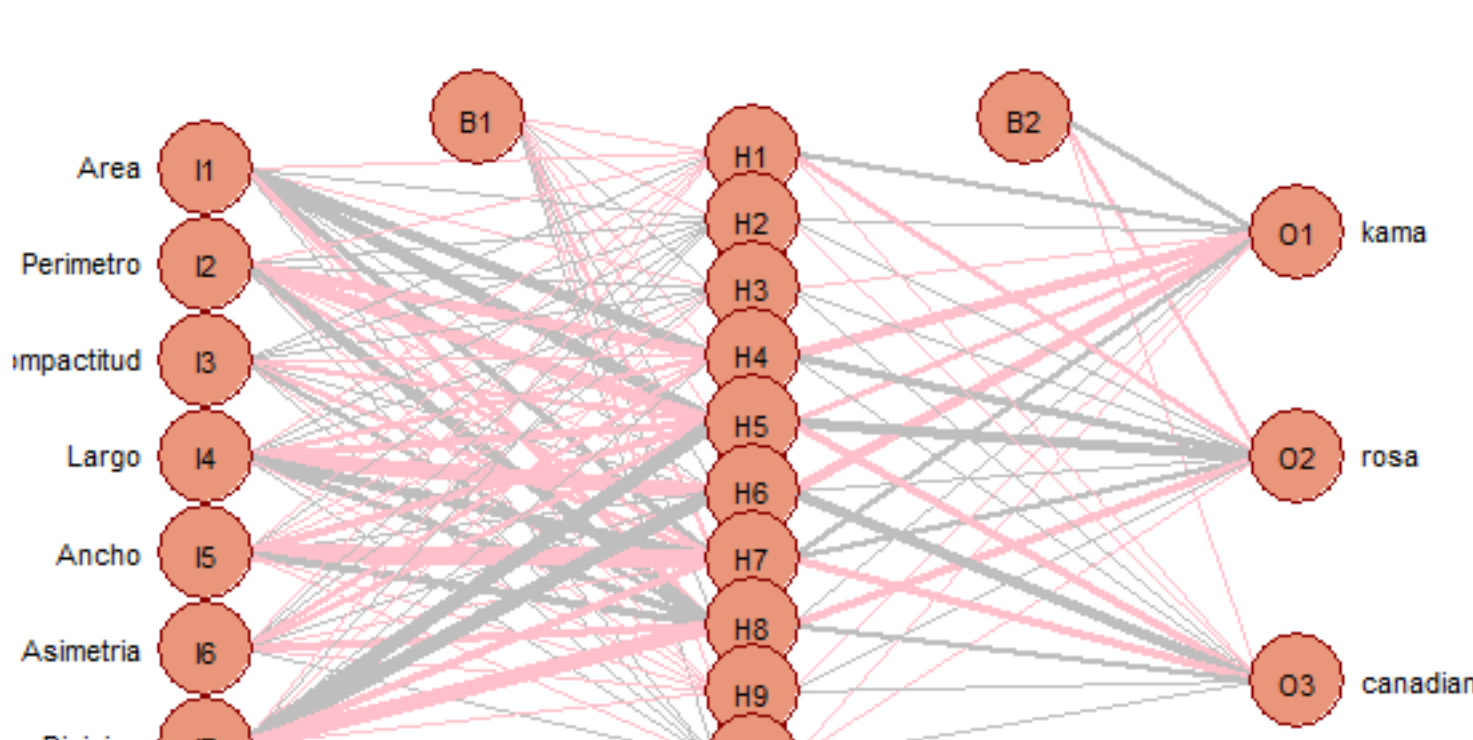 B1
B2
Area
I1
H1
H2
O1
kama
Perimetro
I2
H3
ompactitud
I3
H4
H5
Largo
I4
O2
rosa
H6
Ancho
I5
H7
H8
Asimetria
I6
H9
O3
canadian